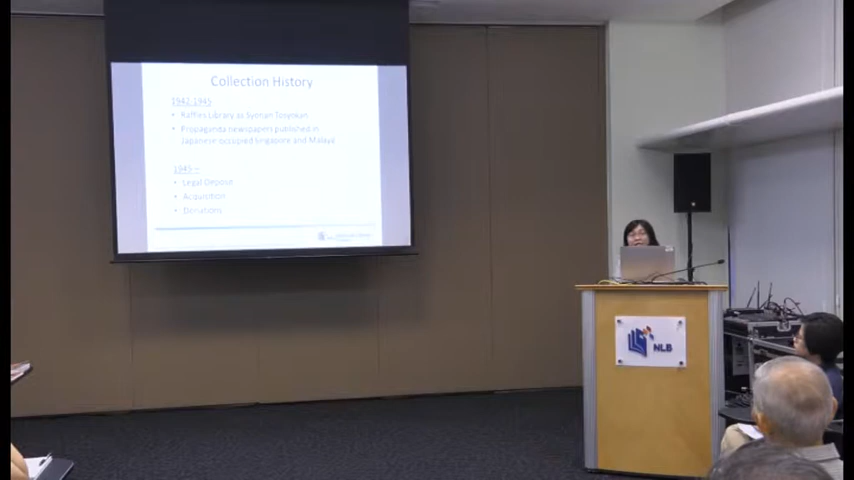 Collection History
1942-1945
• Raffles Library as Syonan Tosyokan
• Propaganda newspapers published in
Japanese occupied Singapore and Malaya
1945 –
• Legal Deposit
• Acquisition
• Donations
NLB